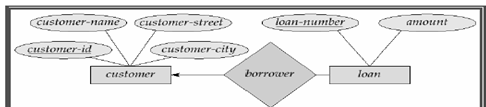 customer-name customer-street loan-number amount
customer-id customer-city
customer borrower loan